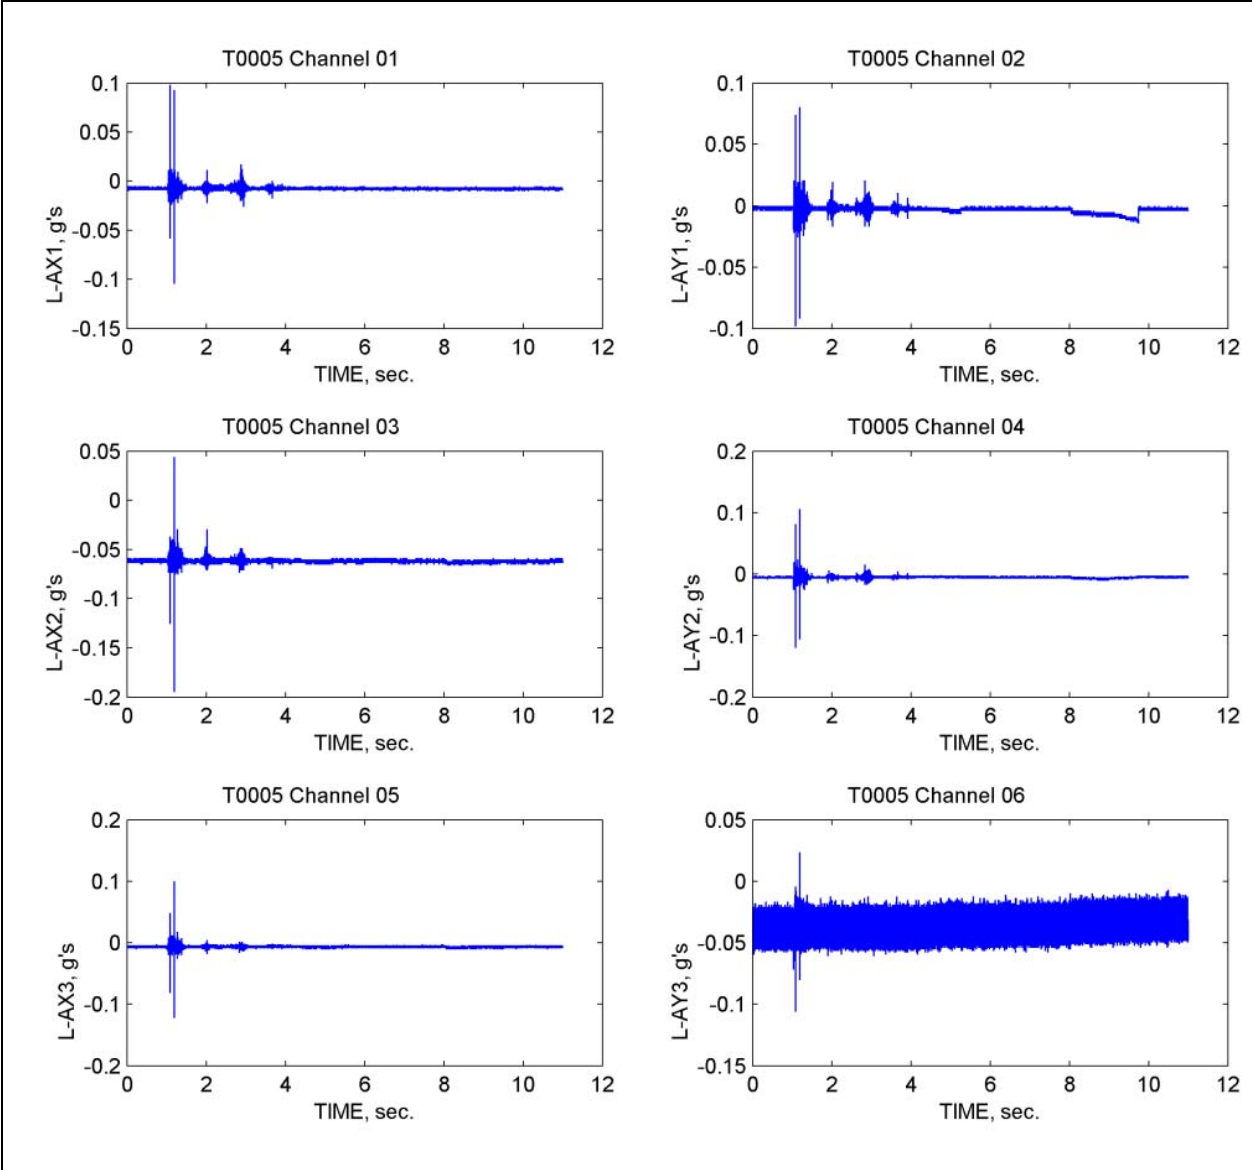 T0005 Channel 01
0.1
0.05
0
-0.05
-0.1
-0.15
L-AX1, g's
0 2 4 6 8 10 12
TIME, sec.
T0005 Channel 02
0.1
0.05
0
-0.05
-0.1
L-AY1, g's
0 2 4 6 8 10 12
TIME, sec.
T0005 Channel 03
0.05
0
-0.05
-0.1
-0.15
-0.2
L-AX2, g's
0 2 4 6 8 10 12
TIME, sec.
T0005 Channel 04
0.2
0.1
0
-0.1
-0.2
L-AY2, g's
0 2 4 6 8 10 12
TIME, sec.
T0005 Channel 05
0.2
0.1
0
-0.1
-0.2
L-AX3, g's
0 2 4 6 8 10 12
TIME, sec.
T0005 Channel 06
0.05
0
-0.05
-0.1
-0.15
L-AY3, g's
0 2 4 6 8 10 12
TIME, sec.